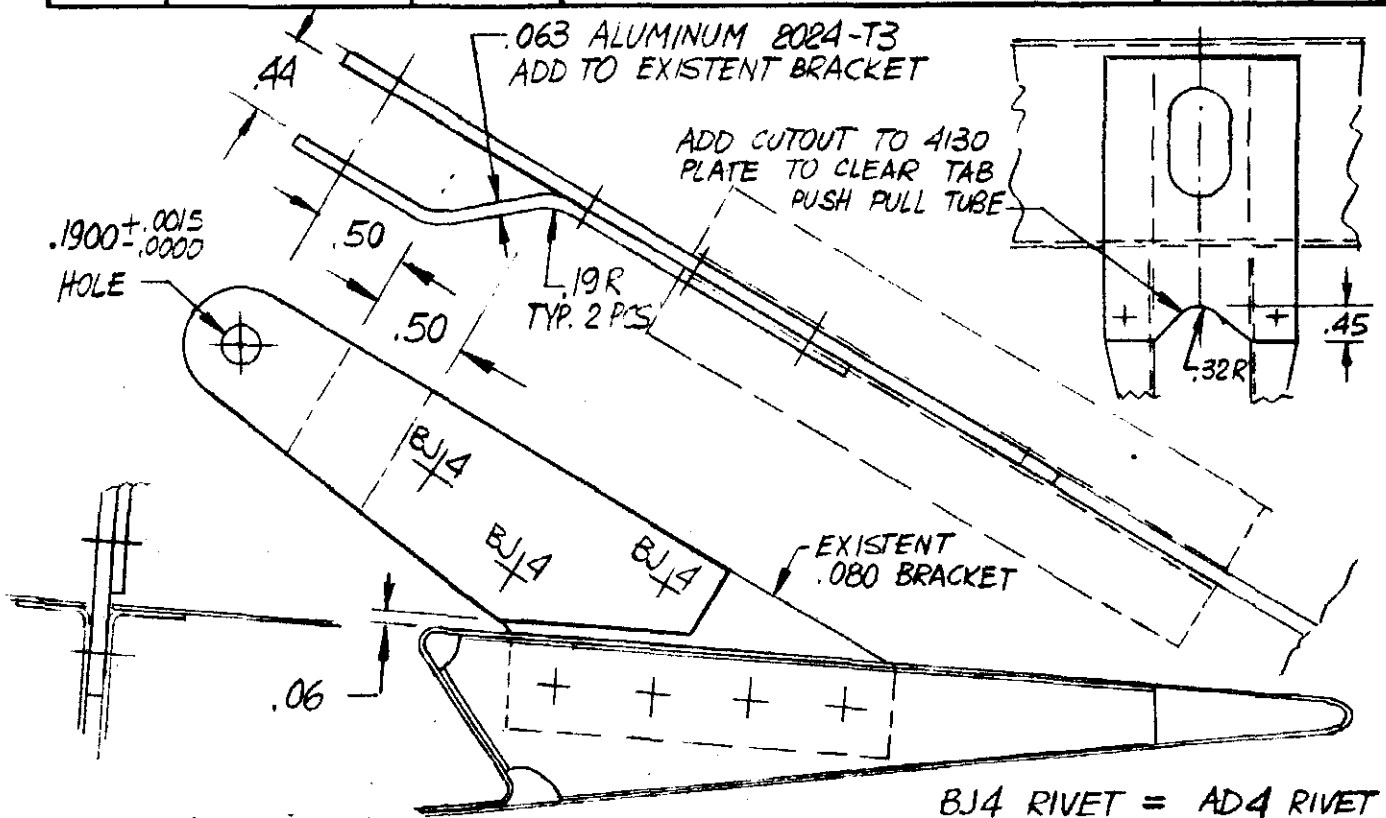 .063 ALUMINUM 2024-T3
ADD TO EXISTENT BRACKET
.44
ADD CUTOUT TO 4130
PLATE TO CLEAR TAB
PUSH PULL TUBE
.1900 +.0015
-.0000
HOLE
.50
.50
.19R
TYP. 2 PCS
.45
.32R
BJ4
BJ4
BJ4
EXISTENT
.080 BRACKET
.06
BJ4 RIVET = AD4 RIVET